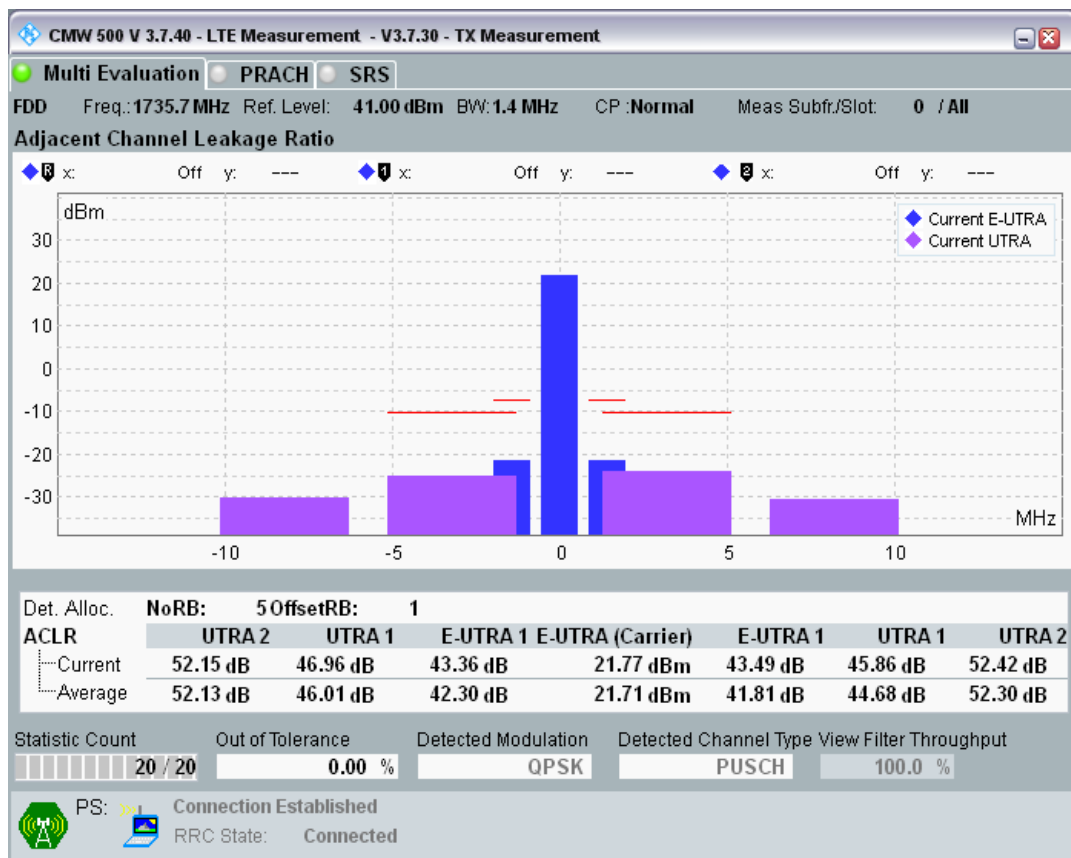 CMW 500 V 3.7.40 - LTE Measurement - V3.7.30 - TX Measurement
Multi Evaluation PRACH SRS
FDD Freq.: 1735.7 MHz Ref. Level: 41.00 dBm BW: 1.4 MHz CP :Normal Meas Subfr./Slot: 0 / All
Adjacent Channel Leakage Ratio
R x: Off y: --- 1 x: Off y: --- 2 x: Off y: ---
dBm
Current E-UTRA
Current UTRA
30
20
10
0
-10
-20
-30
MHz
-10 -5 0 5 10
Det. Alloc. NoRB: 5 OffsetRB: 1
ACLR UTRA 2 UTRA 1 E-UTRA 1 E-UTRA (Carrier) E-UTRA 1 UTRA 1 UTRA 2
Current 52.15 dB 46.96 dB 43.36 dB 21.77 dBm 43.49 dB 45.86 dB 52.42 dB
Average 52.13 dB 46.01 dB 42.30 dB 21.71 dBm 41.81 dB 44.68 dB 52.30 dB
Statistic Count Out of Tolerance Detected Modulation Detected Channel Type View Filter Throughput
20 / 20 0.00 % QPSK PUSCH 100.0 %
PS: Connection Established
RRC State: Connected